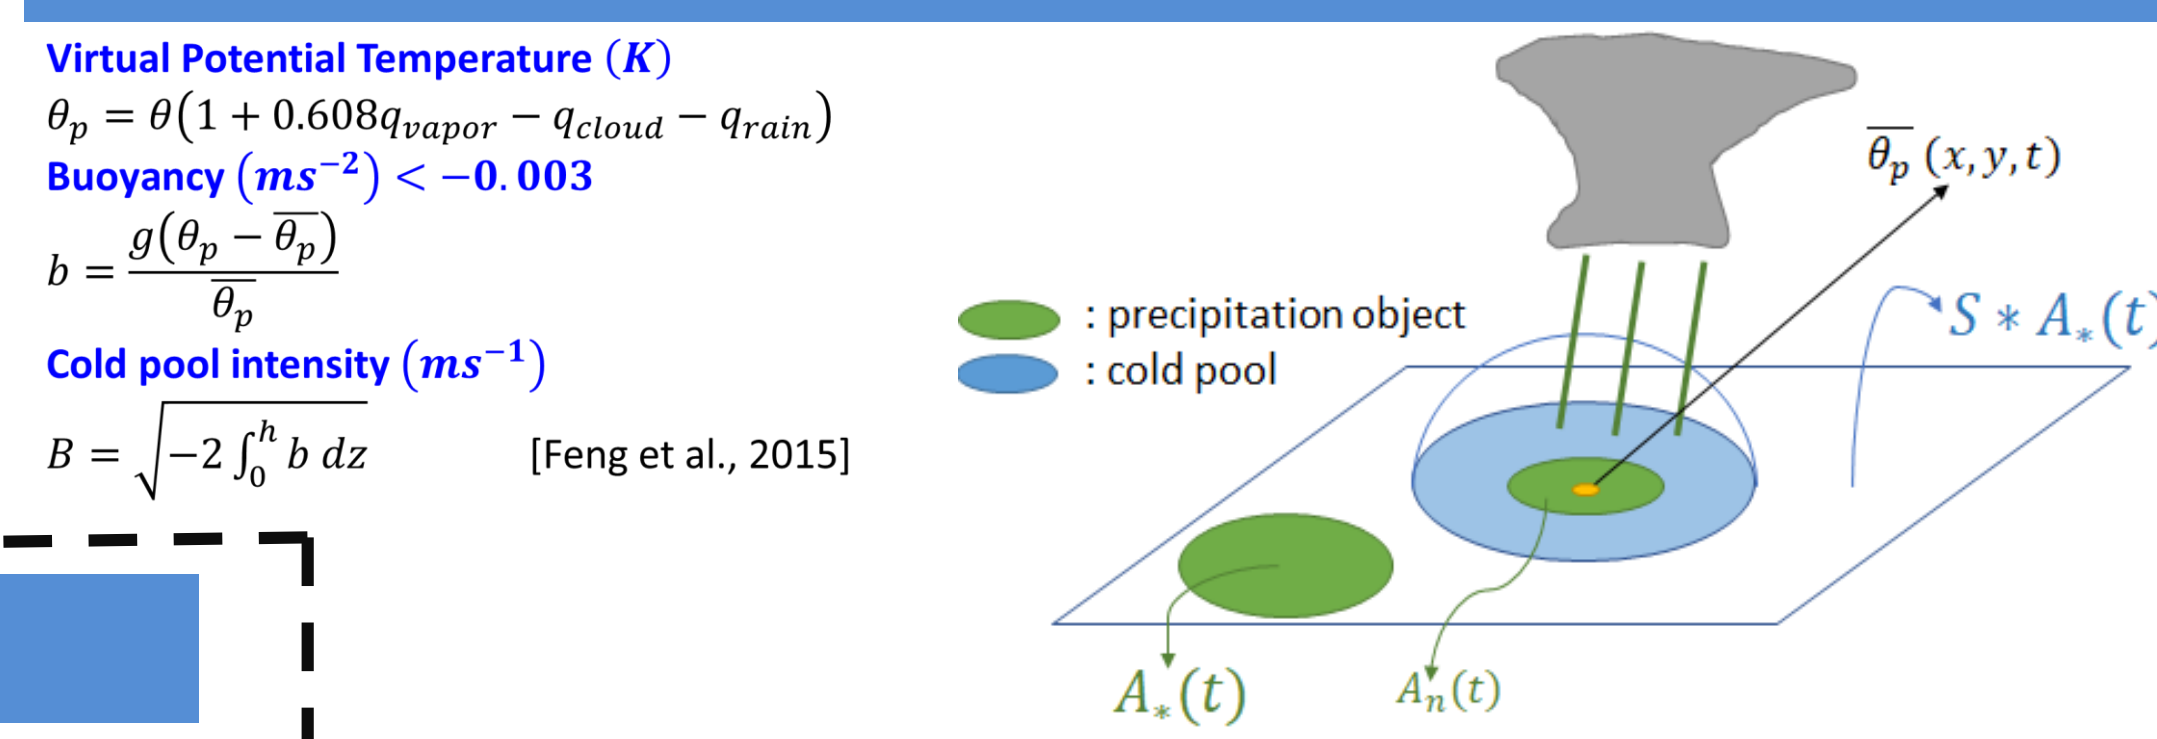 Virtual Potential Temperature (K)
θ_p = θ(1 + 0.608q_vapor − q_cloud − q_rain)
Buoyancy (ms⁻²) < −0.003
b = g(θ_p − \overline{θ_p}) / \overline{θ_p}
Cold pool intensity (ms⁻¹)
B = √(−2 ∫₀ʰ b dz) [Feng et al., 2015]
\overline{θ_p} (x, y, t)
: precipitation object
: cold pool
S ∗ A_*(t)
A_*(t)
A_n(t)